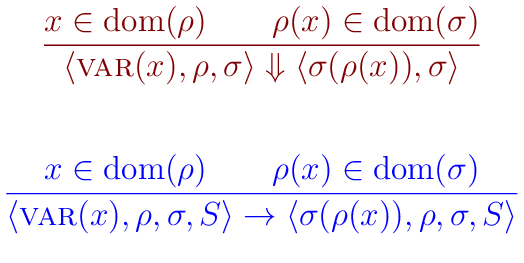 x ∈ dom(ρ)  ρ(x) ∈ dom(σ)
⟨VAR(x), ρ, σ⟩ ⇓ ⟨σ(ρ(x)), σ⟩
x ∈ dom(ρ)  ρ(x) ∈ dom(σ)
⟨VAR(x), ρ, σ, S⟩ → ⟨σ(ρ(x)), ρ, σ, S⟩